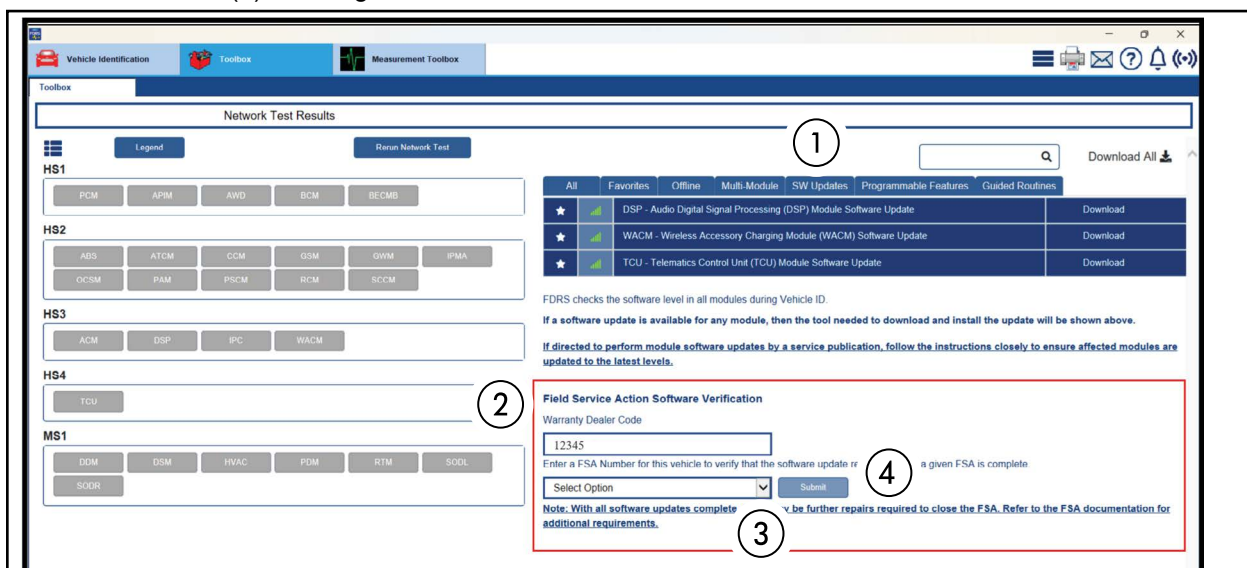 Vehicle Identification
Toolbox
Measurement Toolbox
Toolbox
Network Test Results
Legend
Rerun Network Test
HS1
PCM APIM AWD BCM BECMB
HS2
ABS ATCM CCM GSM GWM IPMA
OCSM PAM PSCM RCM SCCM
HS3
ACM DSP IPC WACM
HS4
TCU
MS1
DDM DSM HVAC PDM RTM SODL
SODR
1
Download All
All Favorites Offline Multi-Module SW Updates Programmable Features Guided Routines
DSP - Audio Digital Signal Processing (DSP) Module Software Update Download
WACM - Wireless Accessory Charging Module (WACM) Software Update Download
TCU - Telematics Control Unit (TCU) Module Software Update Download
FDRS checks the software level in all modules during Vehicle ID.
If a software update is available for any module, then the tool needed to download and install the update will be shown above.
If directed to perform module software updates by a service publication, follow the instructions closely to ensure affected modules are
updated to the latest levels.
2
Field Service Action Software Verification
Warranty Dealer Code
12345
Enter a FSA Number for this vehicle to verify that the software update a given FSA is complete
4
Select Option Submit
Note: With all software updates complete be further repairs required to close the FSA. Refer to the FSA documentation for
additional requirements.
3